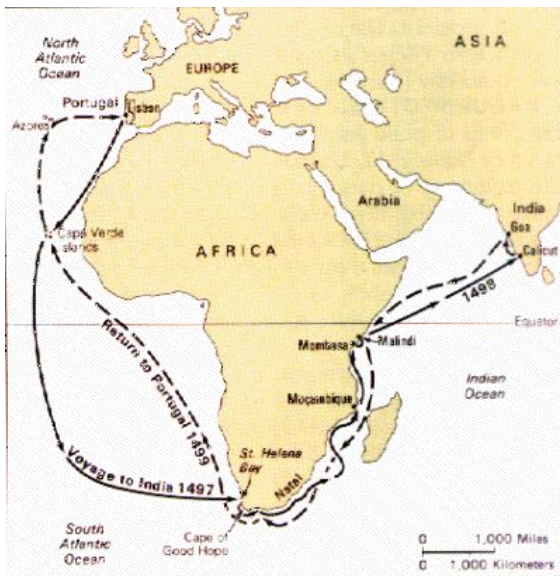 North
Atlantic
Ocean
ASIA
EUROPE
Portugal
Lisbon
Azores
Arabia
India
Goa
Calicut
Cape Verde
Islands
AFRICA
1498
Equator
Mombasa
Malindi
Return to Portugal 1499
Moçambique
Indian
Ocean
St. Helena
Bay
Natal
Voyage to India 1497
Cape of
Good Hope
South
Atlantic
Ocean
0 1,000 Miles
0 1,000 Kilometers